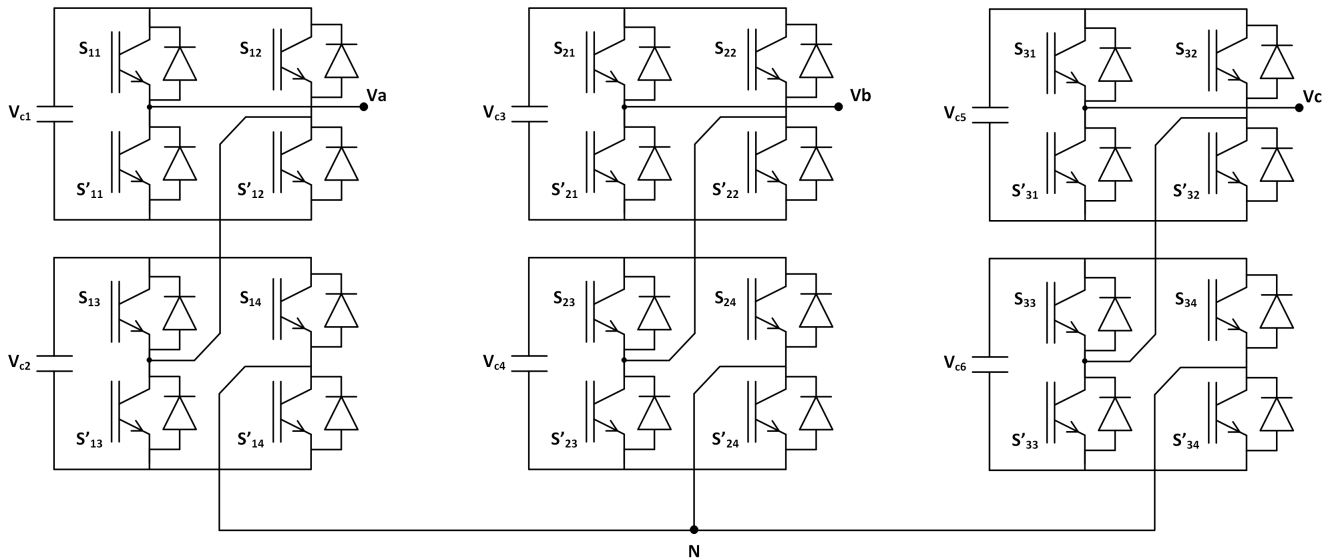 S11 S12 S21 S22 S31 S32
Va Vb Vc
Vc1 Vc3 Vc5
S'11 S'12 S'21 S'22 S'31 S'32
S13 S14 S23 S24 S33 S34
Vc2 Vc4 Vc6
S'13 S'14 S'23 S'24 S'33 S'34
N